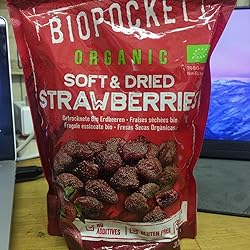 BIOPOCKET
ORGANIC
SOFT & DRIED
STRAWBERRIES
Getrocknete Bio Erdbeeren · Fraises séchées bio
Fragole essiccate bio · Fresas Secas Orgánicas
NO ADDITIVES
GLUTEN FREE